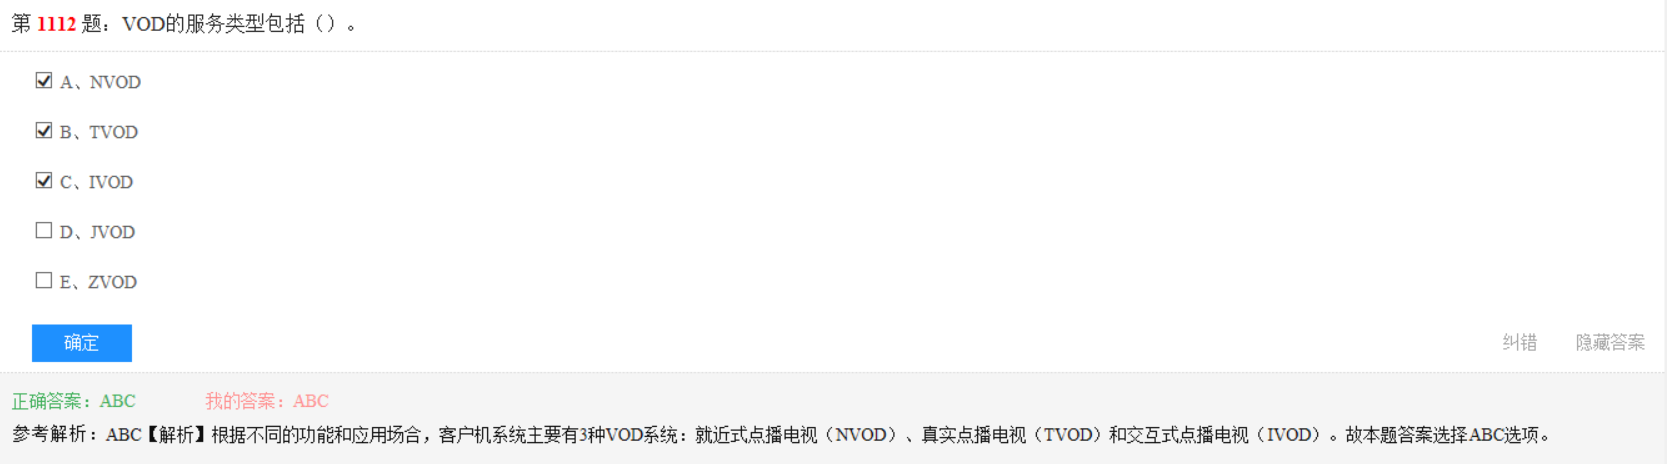 第 1112 题：VOD的服务类型包括（）。
A、NVOD
B、TVOD
C、IVOD
D、JVOD
E、ZVOD
确定
纠错 隐藏答案
正确答案：ABC 我的答案：ABC
参考解析：ABC【解析】根据不同的功能和应用场合，客户机系统主要有3种VOD系统：就近式点播电视（NVOD）、真实点播电视（TVOD）和交互式点播电视（IVOD）。故本题答案选择ABC选项。